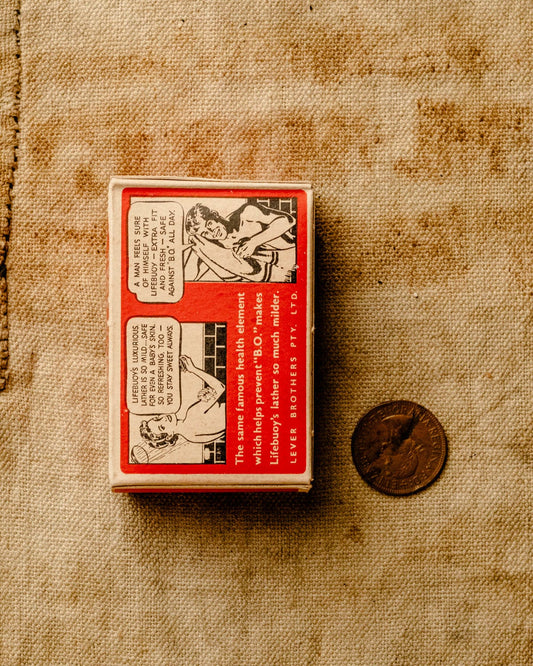 LIFEBUOY'S LUXURIOUS
LATHER IS SO MILD. SAFE
FOR EVEN A BABY'S SKIN.
SO REFRESHING, TOO —
YOU STAY SWEET ALWAYS.
A MAN FEELS SURE
OF HIMSELF WITH
LIFEBUOY — EXTRA FIT
AND FRESH — SAFE
AGAINST "B.O." ALL DAY.
The same famous health element
which helps prevent "B.O." makes
Lifebuoy's lather so much milder.
LEVER BROTHERS PTY. LTD.